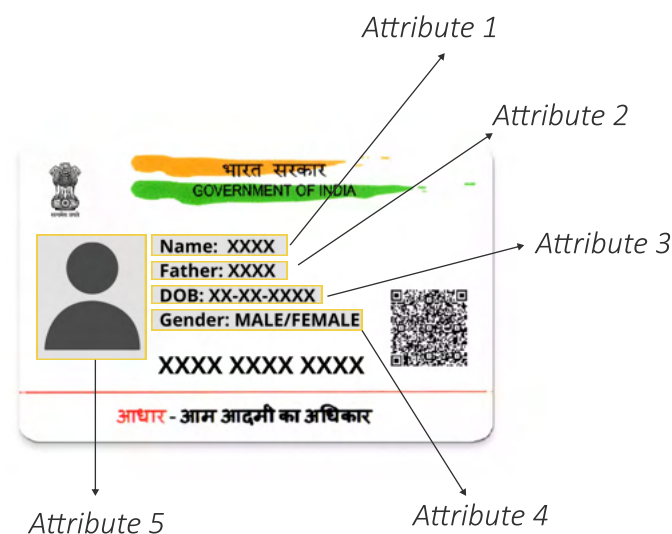 Attribute 1
Attribute 2
भारत सरकार
GOVERNMENT OF INDIA
Name: XXXX
Attribute 3
Father: XXXX
DOB: XX-XX-XXXX
Gender: MALE/FEMALE
XXXX XXXX XXXX
आधार - आम आदमी का अधिकार
Attribute 4
Attribute 5